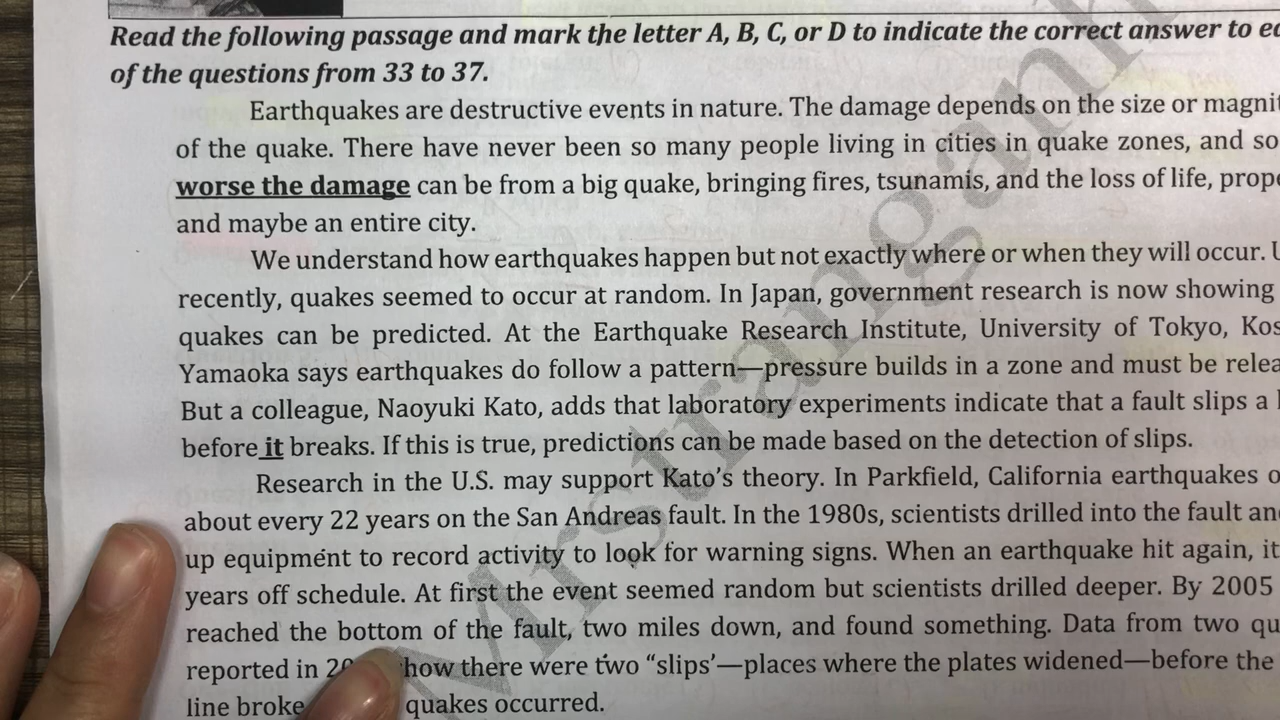 Read the following passage and mark the letter A, B, C, or D to indicate the correct answer to
of the questions from 33 to 37.
Earthquakes are destructive events in nature. The damage depends on the size or
of the quake. There have never been so many people living in cities in quake zones, and so
worse the damage can be from a big quake, bringing fires, tsunamis, and the loss of life,
and maybe an entire city.
We understand how earthquakes happen but not exactly where or when they will occur.
recently, quakes seemed to occur at random. In Japan, government research is now showing
quakes can be predicted. At the Earthquake Research Institute, University of Tokyo,
Yamaoka says earthquakes do follow a pattern—pressure builds in a zone and must be
But a colleague, Naoyuki Kato, adds that laboratory experiments indicate that a fault slips a
before it breaks. If this is true, predictions can be made based on the detection of slips.
Research in the U.S. may support Kato's theory. In Parkfield, California earthquakes
about every 22 years on the San Andreas fault. In the 1980s, scientists drilled into the fault
up equipment to record activity to look for warning signs. When an earthquake hit again, it
years off schedule. At first the event seemed random but scientists drilled deeper. By 2005
reached the bottom of the fault, two miles down, and found something. Data from two
reported in there were two “slips’—places where the plates widened—before the
line broke quakes occurred.
Mrstranganh